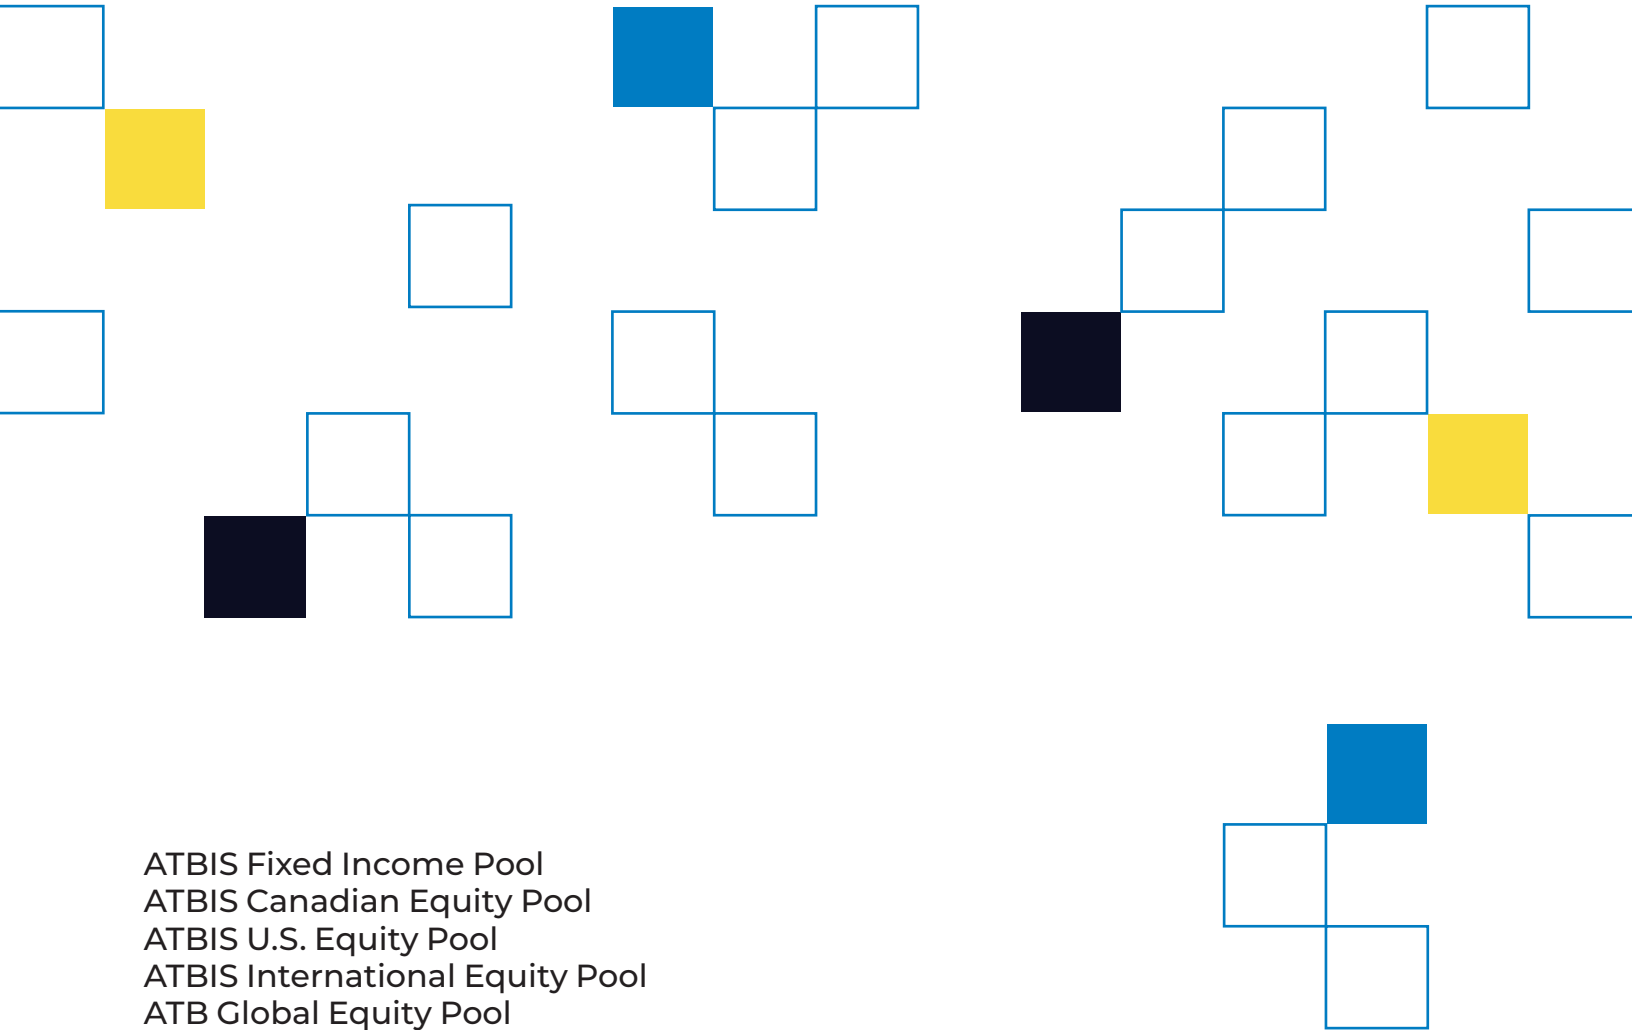 ATBIS Fixed Income Pool
ATBIS Canadian Equity Pool
ATBIS U.S. Equity Pool
ATBIS International Equity Pool
ATB Global Equity Pool